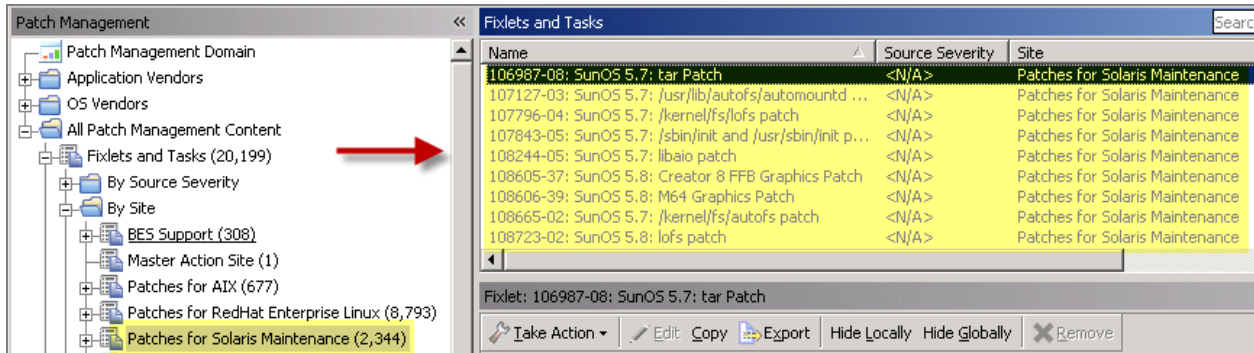 Patch Management «
Patch Management Domain
Application Vendors
OS Vendors
All Patch Management Content
Fixlets and Tasks (20,199)
By Source Severity
By Site
BES Support (308)
Master Action Site (1)
Patches for AIX (677)
Patches for RedHat Enterprise Linux (8,793)
Patches for Solaris Maintenance (2,344)
Fixlets and Tasks Searc
Name Source Severity Site
106987-08: SunOS 5.7: tar Patch <N/A> Patches for Solaris Maintenance
107127-03: SunOS 5.7: /usr/lib/autofs/automountd ... <N/A> Patches for Solaris Maintenance
107796-04: SunOS 5.7: /kernel/fs/lofs patch <N/A> Patches for Solaris Maintenance
107843-05: SunOS 5.7: /sbin/init and /usr/sbin/init p... <N/A> Patches for Solaris Maintenance
108244-05: SunOS 5.7: libaio patch <N/A> Patches for Solaris Maintenance
108605-37: SunOS 5.8: Creator 8 FFB Graphics Patch <N/A> Patches for Solaris Maintenance
108606-39: SunOS 5.8: M64 Graphics Patch <N/A> Patches for Solaris Maintenance
108665-02: SunOS 5.7: /kernel/fs/autofs patch <N/A> Patches for Solaris Maintenance
108723-02: SunOS 5.8: lofs patch <N/A> Patches for Solaris Maintenance
Fixlet: 106987-08: SunOS 5.7: tar Patch
Take Action Edit Copy Export Hide Locally Hide Globally Remove